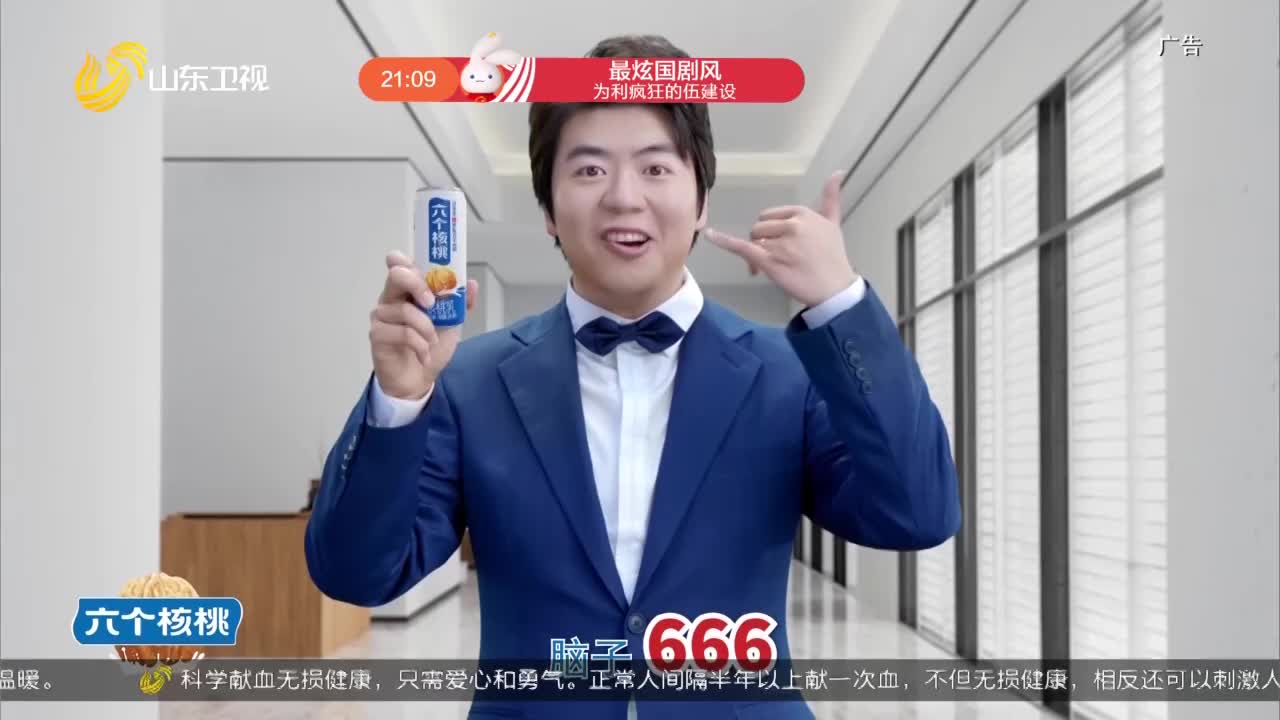 山东卫视
21:09
最炫国剧风
为利疯狂的伍建设
广告
六个核桃
六个核桃
脑子 666
温暖。 科学献血无损健康，只需爱心和勇气。正常人间隔半年以上献一次血，不但无损健康，相反还可以刺激人